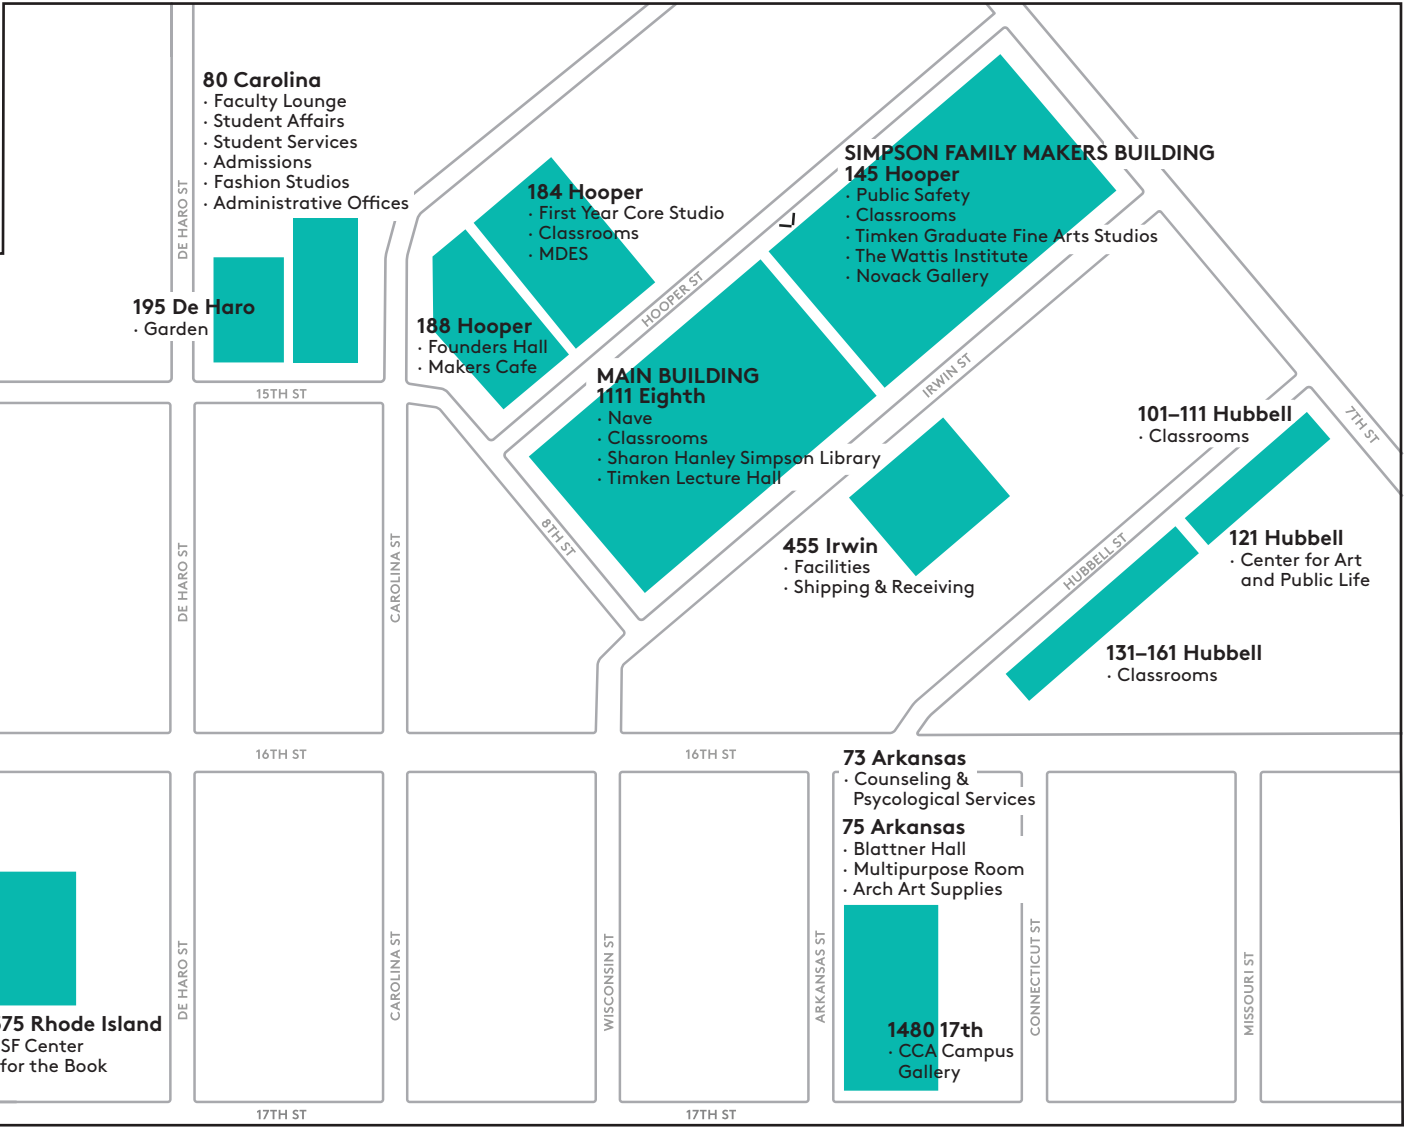 80 Carolina
· Faculty Lounge
· Student Affairs
· Student Services
· Admissions
· Fashion Studios
· Administrative Offices
DE HARO ST
195 De Haro
· Garden
184 Hooper
· First Year Core Studio
· Classrooms
· MDES
188 Hooper
· Founders Hall
· Makers Cafe
HOOPER ST
SIMPSON FAMILY MAKERS BUILDING
145 Hooper
· Public Safety
· Classrooms
· Timken Graduate Fine Arts Studios
· The Wattis Institute
· Novack Gallery
MAIN BUILDING
1111 Eighth
· Nave
· Classrooms
· Sharon Hanley Simpson Library
· Timken Lecture Hall
IRWIN ST
15TH ST
7TH ST
101–111 Hubbell
· Classrooms
8TH ST
455 Irwin
· Facilities
· Shipping & Receiving
HUBBELL ST
121 Hubbell
· Center for Art
and Public Life
131–161 Hubbell
· Classrooms
DE HARO ST
CAROLINA ST
16TH ST
16TH ST
73 Arkansas
· Counseling &
Psycological Services
75 Arkansas
· Blattner Hall
· Multipurpose Room
· Arch Art Supplies
DE HARO ST
CAROLINA ST
WISCONSIN ST
ARKANSAS ST
CONNECTICUT ST
MISSOURI ST
75 Rhode Island
SF Center
for the Book
1480 17th
· CCA Campus
Gallery
17TH ST
17TH ST